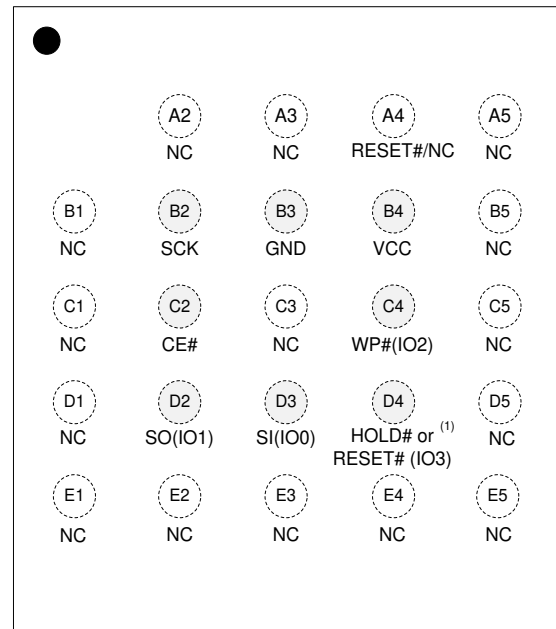 A2 A3 A4 A5
NC NC RESET#/NC NC
B1 B2 B3 B4 B5
NC SCK GND VCC NC
C1 C2 C3 C4 C5
NC CE# NC WP#(IO2) NC
D1 D2 D3 D4 D5
NC SO(IO1) SI(IO0) HOLD# or (1) NC
RESET# (IO3)
E1 E2 E3 E4 E5
NC NC NC NC NC